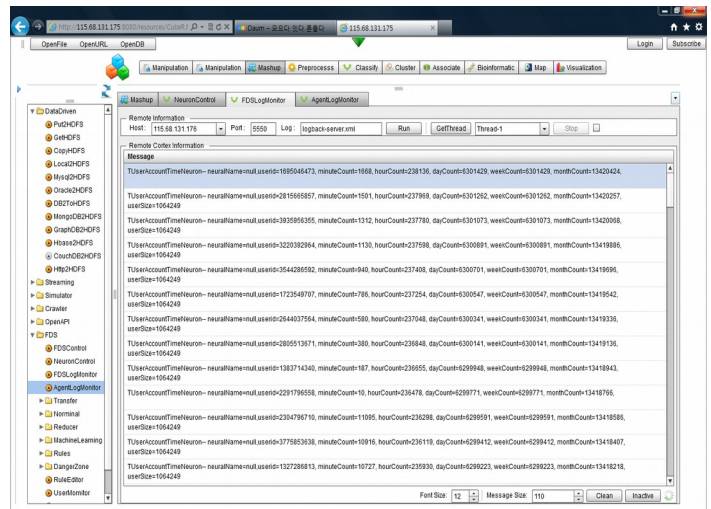 http://115.68.131.175:8080/resources/CubeR.
Daum – 모으다 잇다 흔들다
115.68.131.175
OpenFile OpenURL OpenDB
Login Subscribe
Manipulation Manipulation Mashup Preprocesss Classify Cluster Associate Bioinformatic Map Visualization
Mashup NeuronControl FDSLogMonitor AgentLogMonitor
DataDriven
Put2HDFS
GetHDFS
CopyHDFS
Local2HDFS
Mysql2HDFS
Oracle2HDFS
DB2ToHDFS
MongoDB2HDFS
GraphDB2HDFS
Hbase2HDFS
CouchDB2HDFS
Http2HDFS
Streaming
Simulator
Crawler
OpenAPI
FDS
FDSControl
NeuronControl
FDSLogMonitor
AgentLogMonitor
Transfer
Norminal
Reducer
MachineLearning
Rules
DangerZone
RuleEditor
UserMomitor
Remote Information
Host: 115.68.131.176 Port: 5550 Log: logback-server.xml Run GetThread Thread-1 Stop
Remote Cortex Information
Message
TUserAccountTimeNeuron-- neuralName=null,userid=1695046473, minuteCount=1668, hourCount=238136, dayCount=6301429, weekCount=6301429, monthCount=13420424,
TUserAccountTimeNeuron-- neuralName=null,userid=2815665857, minuteCount=1501, hourCount=237969, dayCount=6301262, weekCount=6301262, monthCount=13420257,
userSize=1064249
TUserAccountTimeNeuron-- neuralName=null,userid=3935956355, minuteCount=1312, hourCount=237780, dayCount=6301073, weekCount=6301073, monthCount=13420068,
userSize=1064249
TUserAccountTimeNeuron-- neuralName=null,userid=3220392964, minuteCount=1130, hourCount=237598, dayCount=6300891, weekCount=6300891, monthCount=13419886,
userSize=1064249
TUserAccountTimeNeuron-- neuralName=null,userid=3544286592, minuteCount=940, hourCount=237408, dayCount=6300701, weekCount=6300701, monthCount=13419696,
userSize=1064249
TUserAccountTimeNeuron-- neuralName=null,userid=1723549707, minuteCount=786, hourCount=237254, dayCount=6300547, weekCount=6300547, monthCount=13419542,
userSize=1064249
TUserAccountTimeNeuron-- neuralName=null,userid=2644037564, minuteCount=580, hourCount=237048, dayCount=6300341, weekCount=6300341, monthCount=13419336,
userSize=1064249
TUserAccountTimeNeuron-- neuralName=null,userid=2805513671, minuteCount=380, hourCount=236848, dayCount=6300141, weekCount=6300141, monthCount=13419136,
userSize=1064249
TUserAccountTimeNeuron-- neuralName=null,userid=1383714340, minuteCount=187, hourCount=236655, dayCount=6299948, weekCount=6299948, monthCount=13418943,
userSize=1064249
TUserAccountTimeNeuron-- neuralName=null,userid=2291796558, minuteCount=10, hourCount=236478, dayCount=6299771, weekCount=6299771, monthCount=13418766,
TUserAccountTimeNeuron-- neuralName=null,userid=2304796710, minuteCount=11095, hourCount=236298, dayCount=6299591, weekCount=6299591, monthCount=13418586,
userSize=1064249
TUserAccountTimeNeuron-- neuralName=null,userid=3775853638, minuteCount=10916, hourCount=236119, dayCount=6299412, weekCount=6299412, monthCount=13418407,
userSize=1064249
TUserAccountTimeNeuron-- neuralName=null,userid=1327286813, minuteCount=10727, hourCount=235930, dayCount=6299223, weekCount=6299223, monthCount=13418218,
userSize=1064249
Font Size: 12 Message Size: 110 Clean Inactive